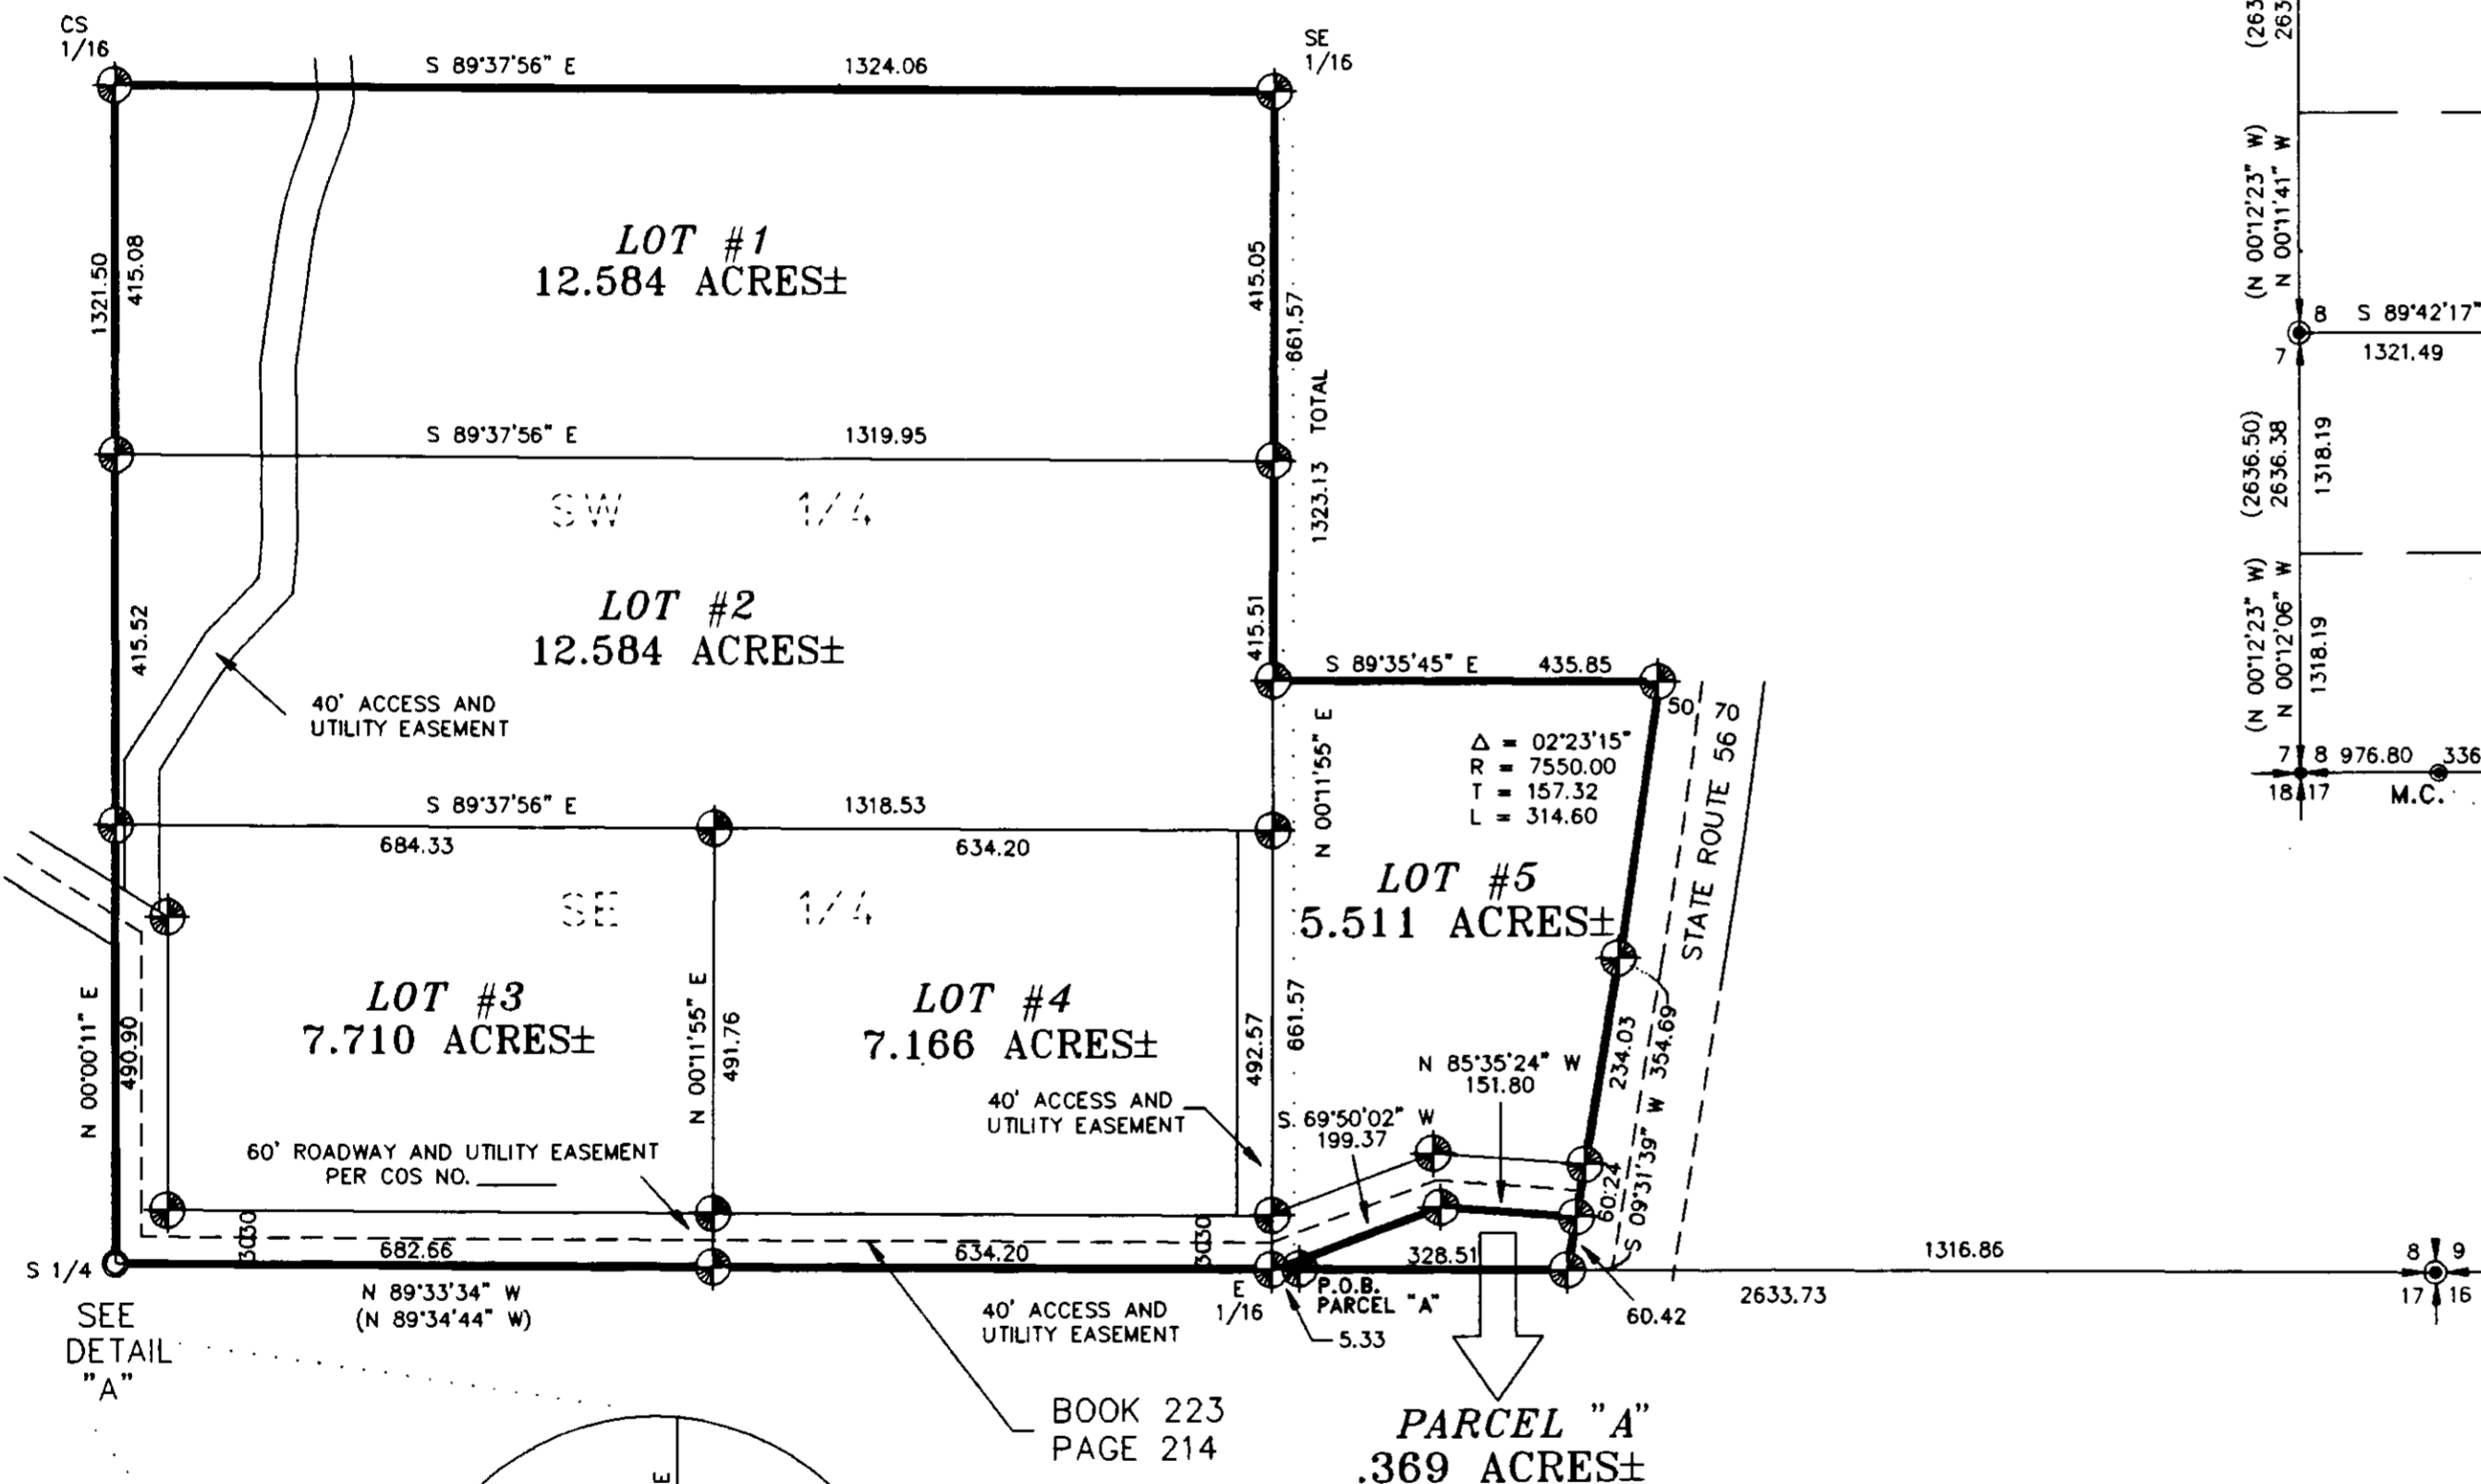 CS
1/16
S 89°37'56" E 1324.06
SE
1/16
LOT #1
12.584 ACRES±
1321.50
415.08
415.05
661.57
1323.13 TOTAL
S 89°37'56" E 1319.95
SW 1/4
LOT #2
12.584 ACRES±
415.52
415.51
40' ACCESS AND
UTILITY EASEMENT
S 89°35'45" E 435.85
50 70
STATE ROUTE 56
Δ = 02°23'15"
R = 7550.00
T = 157.32
L = 314.60
N 00°11'55" E
S 89°37'56" E 1318.53
684.33 634.20
SE 1/4
LOT #5
5.511 ACRES±
LOT #3
7.710 ACRES±
LOT #4
7.166 ACRES±
N 00°00'11" E
490.90
N 00°11'55" E
491.76
492.57
661.57
234.03
S 09°31'39" W 354.69
N 85°35'24" W
151.80
40' ACCESS AND
UTILITY EASEMENT
S. 69°50'02" W
199.37
60.24
60' ROADWAY AND UTILITY EASEMENT
PER COS NO.
3030
3030
S 1/4
682.66 634.20 328.51 1316.86
N 89°33'34" W
(N 89°34'44" W)
E
1/16
P.O.B.
PARCEL "A"
5.33
60.42
2633.73
8 9
17 16
40' ACCESS AND
UTILITY EASEMENT
SEE
DETAIL
"A"
BOOK 223
PAGE 214
PARCEL "A"
.369 ACRES±
E
(263
263
(N 00°12'23" W)
N 00°11'41" W
8 S 89°42'17"
7 1321.49
(2636.50)
2636.38
1318.19
(N 00°12'23" W)
N 00°12'06" W
1318.19
7 8 976.80 336
18 17 M.C.